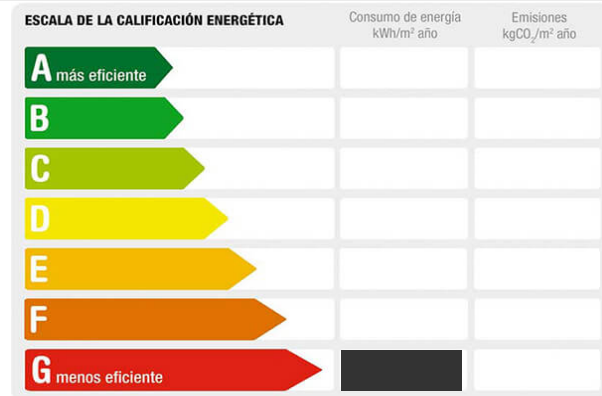 ESCALA DE LA CALIFICACIÓN ENERGÉTICA
Consumo de energía
kWh/m² año
Emisiones
kgCO₂/m² año
A más eficiente
B
C
D
E
F
G menos eficiente